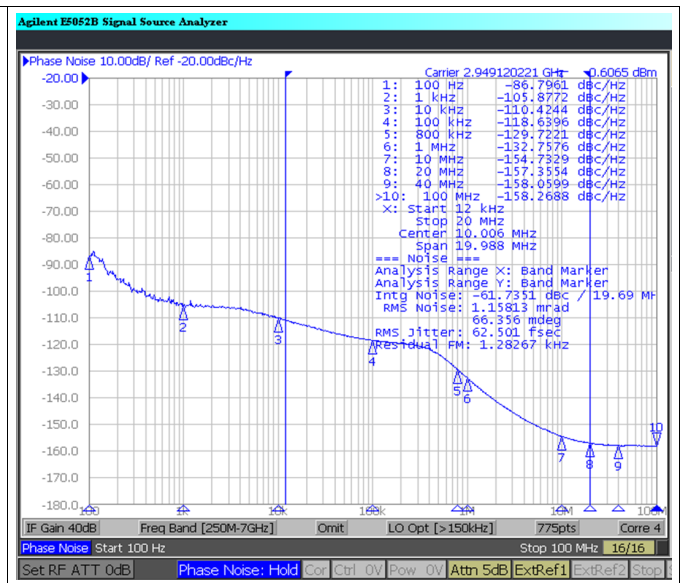 Agilent E5052B Signal Source Analyzer
▶Phase Noise 10.00dB/ Ref -20.00dBc/Hz
Carrier 2.949120221 GHz -0.6065 dBm
1: 100 Hz -86.7961 dBc/Hz
2: 1 kHz -105.8772 dBc/Hz
3: 10 kHz -110.4244 dBc/Hz
4: 100 kHz -118.6396 dBc/Hz
5: 800 kHz -129.7221 dBc/Hz
6: 1 MHz -132.7576 dBc/Hz
7: 10 MHz -154.7329 dBc/Hz
8: 20 MHz -157.3554 dBc/Hz
9: 40 MHz -158.0599 dBc/Hz
>10: 100 MHz -158.2688 dBc/Hz
X: Start 12 kHz
Stop 20 MHz
Center 10.006 MHz
Span 19.988 MHz
=== Noise ===
Analysis Range X: Band Marker
Analysis Range Y: Band Marker
Intg Noise: -61.7351 dBc / 19.69 MH
RMS Noise: 1.15813 mrad
66.356 mdeg
RMS Jitter: 62.501 fsec
Residual FM: 1.28267 kHz
-20.00
-30.00
-40.00
-50.00
-60.00
-70.00
-80.00
-90.00
-100.0
-110.0
-120.0
-130.0
-140.0
-150.0
-160.0
-170.0
-180.0
1
2
3
4
5
6
7
8
9
10
100 1k 10k 100k 1M 10M 100M
IF Gain 40dB Freq Band [250M-7GHz] Omit LO Opt [>150kHz] 775pts Corre 4
Phase Noise Start 100 Hz Stop 100 MHz 16/16
Set RF ATT 0dB Phase Noise: Hold Cor Ctrl 0V Pow 0V Attn 5dB ExtRef1 ExtRef2 Stop